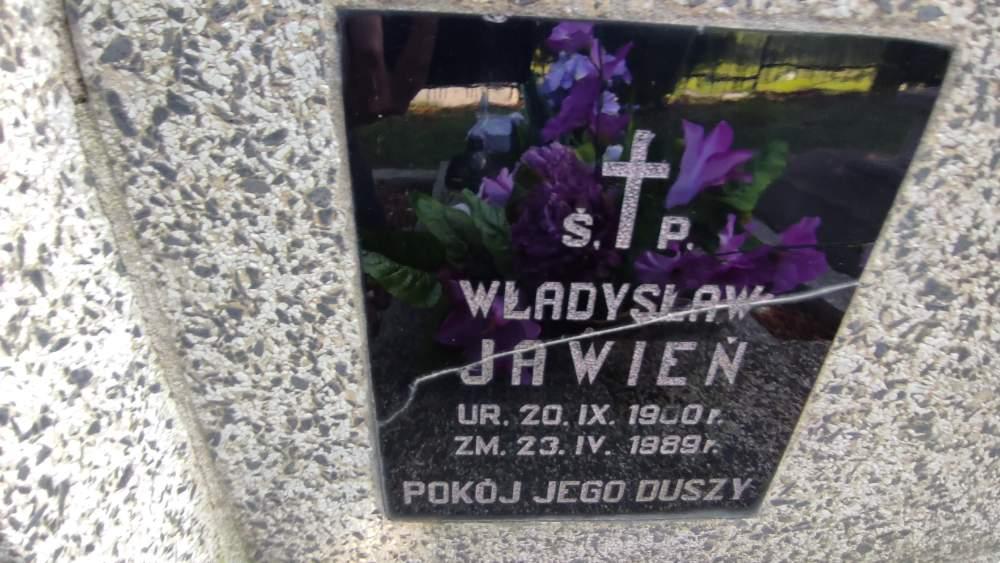 Ś. P.
WŁADYSŁAW
JAWIEŃ
UR. 20. IX. 1900 r.
ZM. 23. IV. 1989 r.
POKÓJ JEGO DUSZY